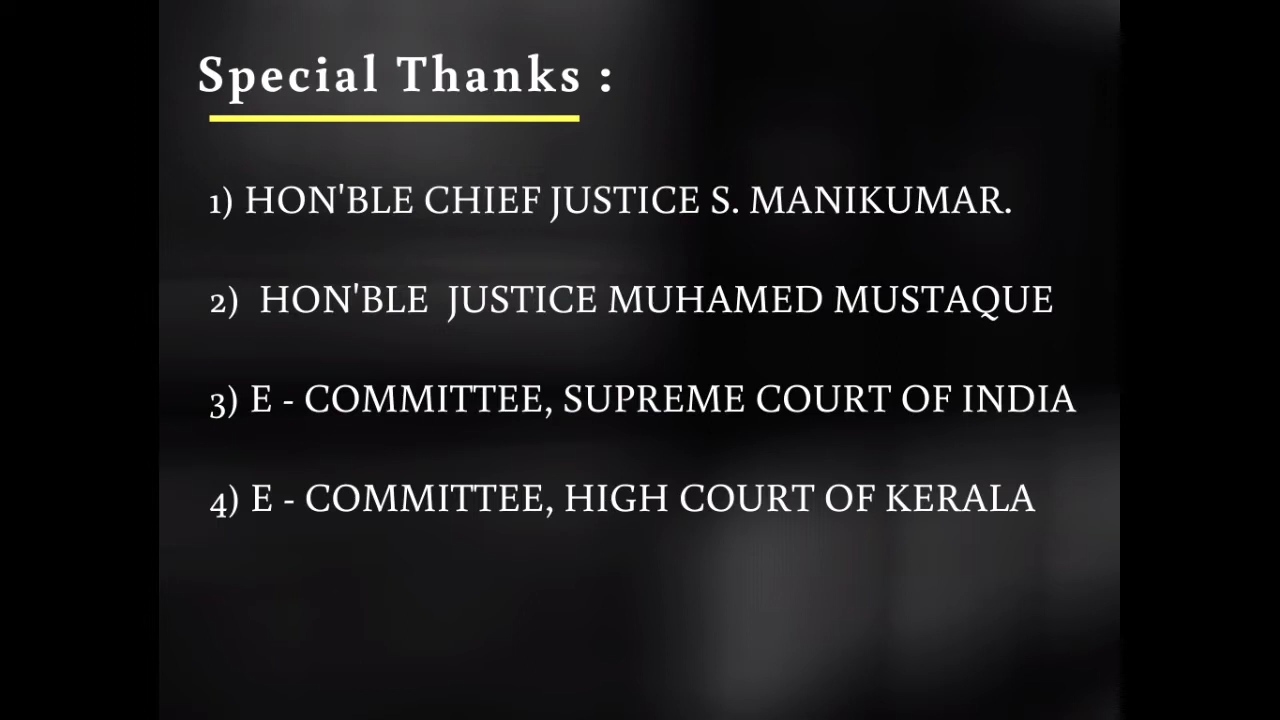 Special Thanks :
1) HON'BLE CHIEF JUSTICE S. MANIKUMAR.
2) HON'BLE JUSTICE MUHAMED MUSTAQUE
3) E - COMMITTEE, SUPREME COURT OF INDIA
4) E - COMMITTEE, HIGH COURT OF KERALA